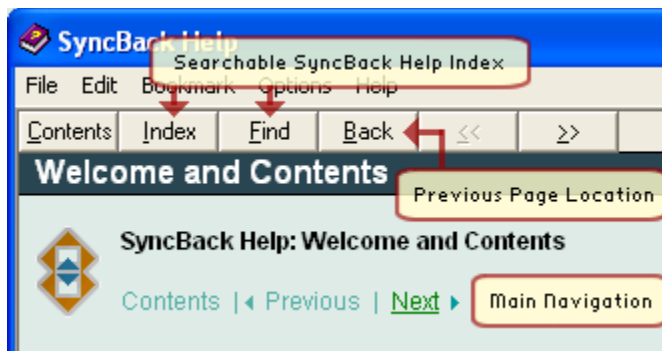 SyncBack Help
Searchable SyncBack Help Index
File Edit Bookmark Options Help
Contents Index Find Back << >>
Welcome and Contents
Previous Page Location
SyncBack Help: Welcome and Contents
Contents | Previous | Next
Main Navigation